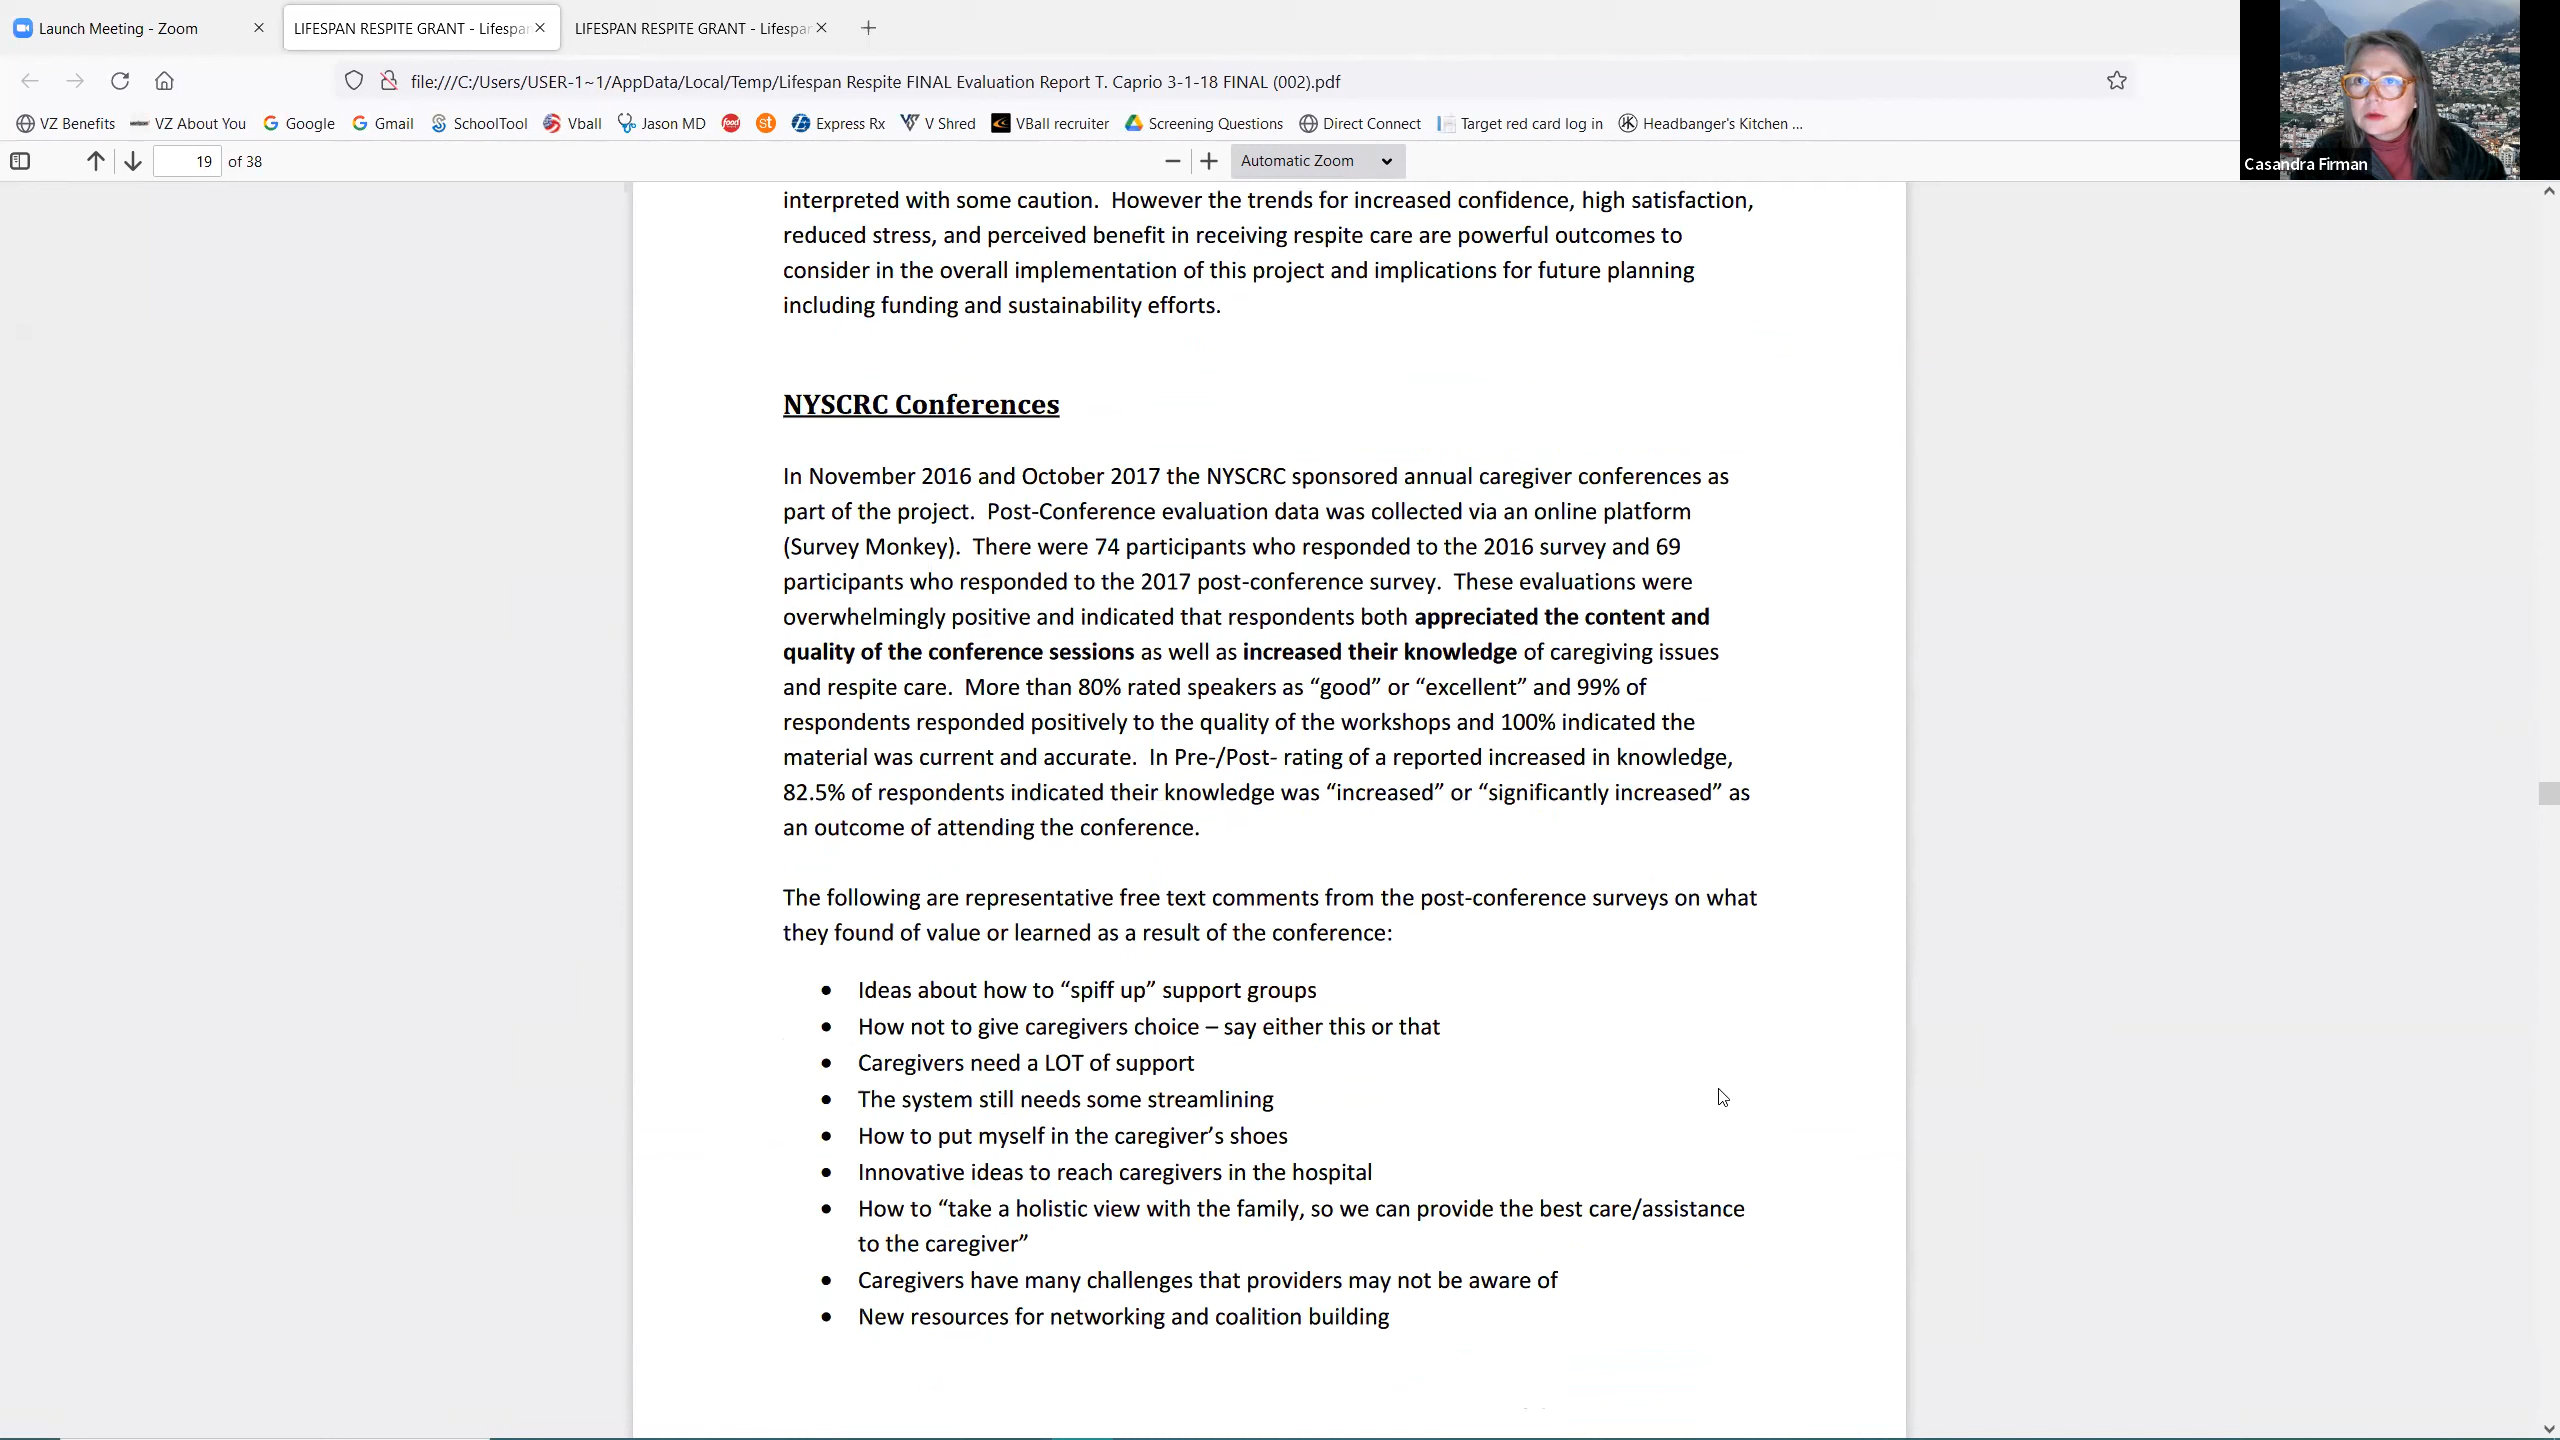 Launch Meeting - Zoom
LIFESPAN RESPITE GRANT - Lifespan
LIFESPAN RESPITE GRANT - Lifespan
file:///C:/Users/USER-1~1/AppData/Local/Temp/Lifespan Respite FINAL Evaluation Report T. Caprio 3-1-18 FINAL (002).pdf
VZ Benefits VZ About You Google Gmail SchoolTool Vball Jason MD food st Express Rx V Shred VBall recruiter Screening Questions Direct Connect Target red card log in Headbanger's Kitchen ...
Casandra Firman
19 of 38
Automatic Zoom
interpreted with some caution.  However the trends for increased confidence, high satisfaction,
reduced stress, and perceived benefit in receiving respite care are powerful outcomes to
consider in the overall implementation of this project and implications for future planning
including funding and sustainability efforts.
NYSCRC Conferences
In November 2016 and October 2017 the NYSCRC sponsored annual caregiver conferences as
part of the project.  Post-Conference evaluation data was collected via an online platform
(Survey Monkey).  There were 74 participants who responded to the 2016 survey and 69
participants who responded to the 2017 post-conference survey.  These evaluations were
overwhelmingly positive and indicated that respondents both appreciated the content and
quality of the conference sessions as well as increased their knowledge of caregiving issues
and respite care.  More than 80% rated speakers as “good” or “excellent” and 99% of
respondents responded positively to the quality of the workshops and 100% indicated the
material was current and accurate.  In Pre-/Post- rating of a reported increased in knowledge,
82.5% of respondents indicated their knowledge was “increased” or “significantly increased” as
an outcome of attending the conference.
The following are representative free text comments from the post-conference surveys on what
they found of value or learned as a result of the conference:
• Ideas about how to “spiff up” support groups
• How not to give caregivers choice – say either this or that
• Caregivers need a LOT of support
• The system still needs some streamlining
• How to put myself in the caregiver’s shoes
• Innovative ideas to reach caregivers in the hospital
• How to “take a holistic view with the family, so we can provide the best care/assistance
to the caregiver”
• Caregivers have many challenges that providers may not be aware of
• New resources for networking and coalition building